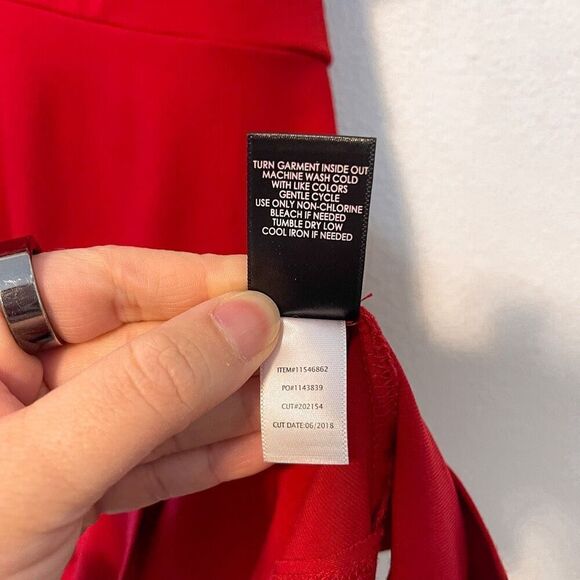 TURN GARMENT INSIDE OUT
MACHINE WASH COLD
WITH LIKE COLORS
GENTLE CYCLE
USE ONLY NON-CHLORINE
BLEACH IF NEEDED
TUMBLE DRY LOW
COOL IRON IF NEEDED
ITEM#11546862
PO#1143839
CUT#202154
CUT DATE:06/2018